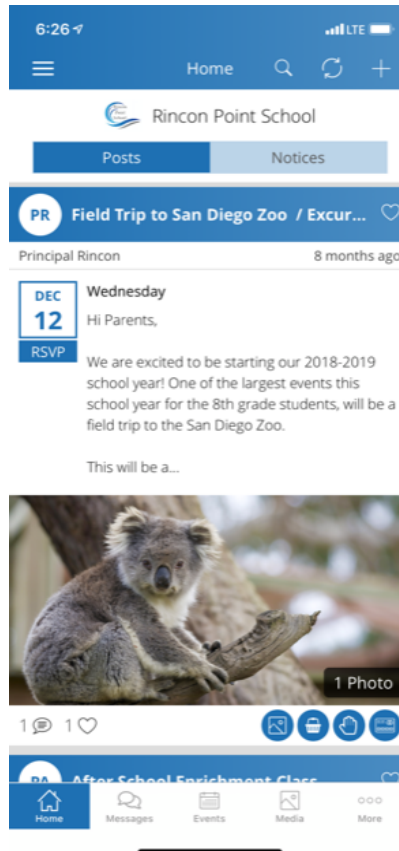 6:26
LTE
Home
Rincon Point School
Posts
Notices
PR
Field Trip to San Diego Zoo / Excur...
Principal Rincon
8 months ago
DEC
12
RSVP
Wednesday
Hi Parents,
We are excited to be starting our 2018-2019
school year! One of the largest events this
school year for the 8th grade students, will be a
field trip to the San Diego Zoo.
This will be a...
1 Photo
1
1
PA
After School Enrichment Class
Home
Messages
Events
Media
More